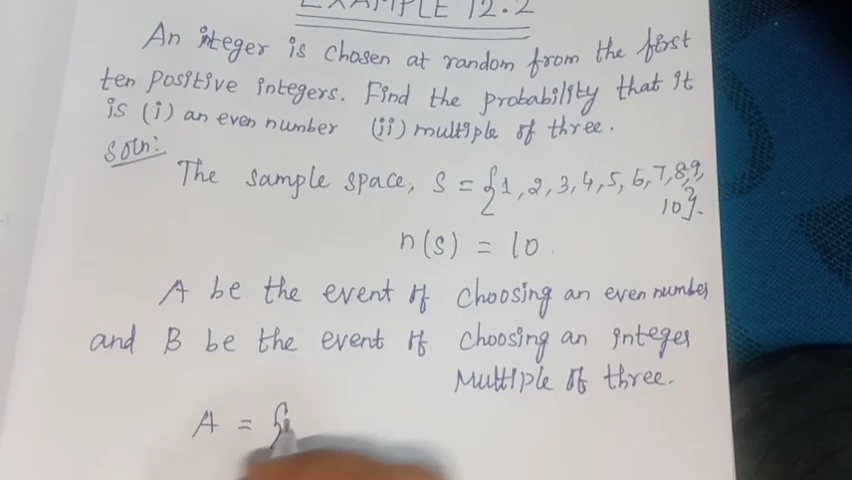 EXAMPLE 12.2
An integer is chosen at random from the first
ten positive integers. Find the probability that it
is (i) an even number (ii) multiple of three.
Soln:
The sample space, S = {1, 2, 3, 4, 5, 6, 7, 8, 9,
10}.
n(S) = 10.
A be the event of choosing an even number
and B be the event of choosing an integer
Multiple of three.
A = {